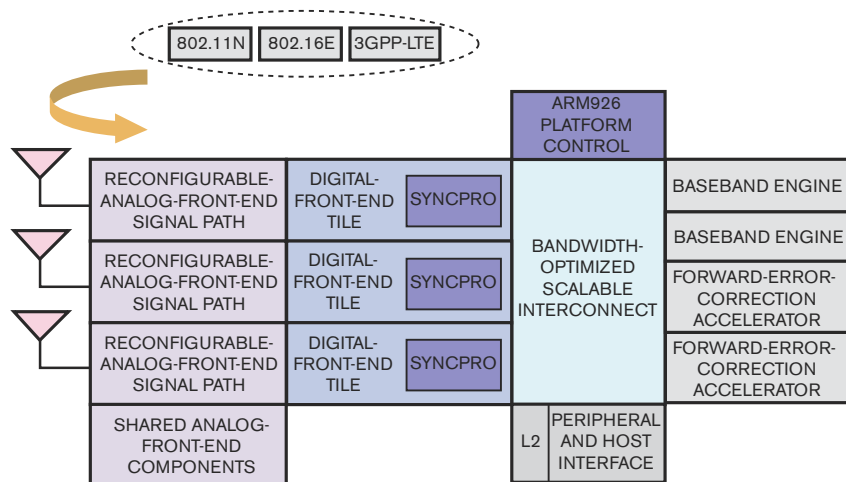 802.11N
802.16E
3GPP-LTE
ARM926
PLATFORM
CONTROL
RECONFIGURABLE-
ANALOG-FRONT-END
SIGNAL PATH
DIGITAL-
FRONT-END
TILE
SYNCPRO
RECONFIGURABLE-
ANALOG-FRONT-END
SIGNAL PATH
DIGITAL-
FRONT-END
TILE
SYNCPRO
RECONFIGURABLE-
ANALOG-FRONT-END
SIGNAL PATH
DIGITAL-
FRONT-END
TILE
SYNCPRO
BANDWIDTH-
OPTIMIZED
SCALABLE
INTERCONNECT
BASEBAND ENGINE
BASEBAND ENGINE
FORWARD-ERROR-
CORRECTION
ACCELERATOR
FORWARD-ERROR-
CORRECTION
ACCELERATOR
SHARED ANALOG-
FRONT-END
COMPONENTS
L2
PERIPHERAL
AND HOST
INTERFACE